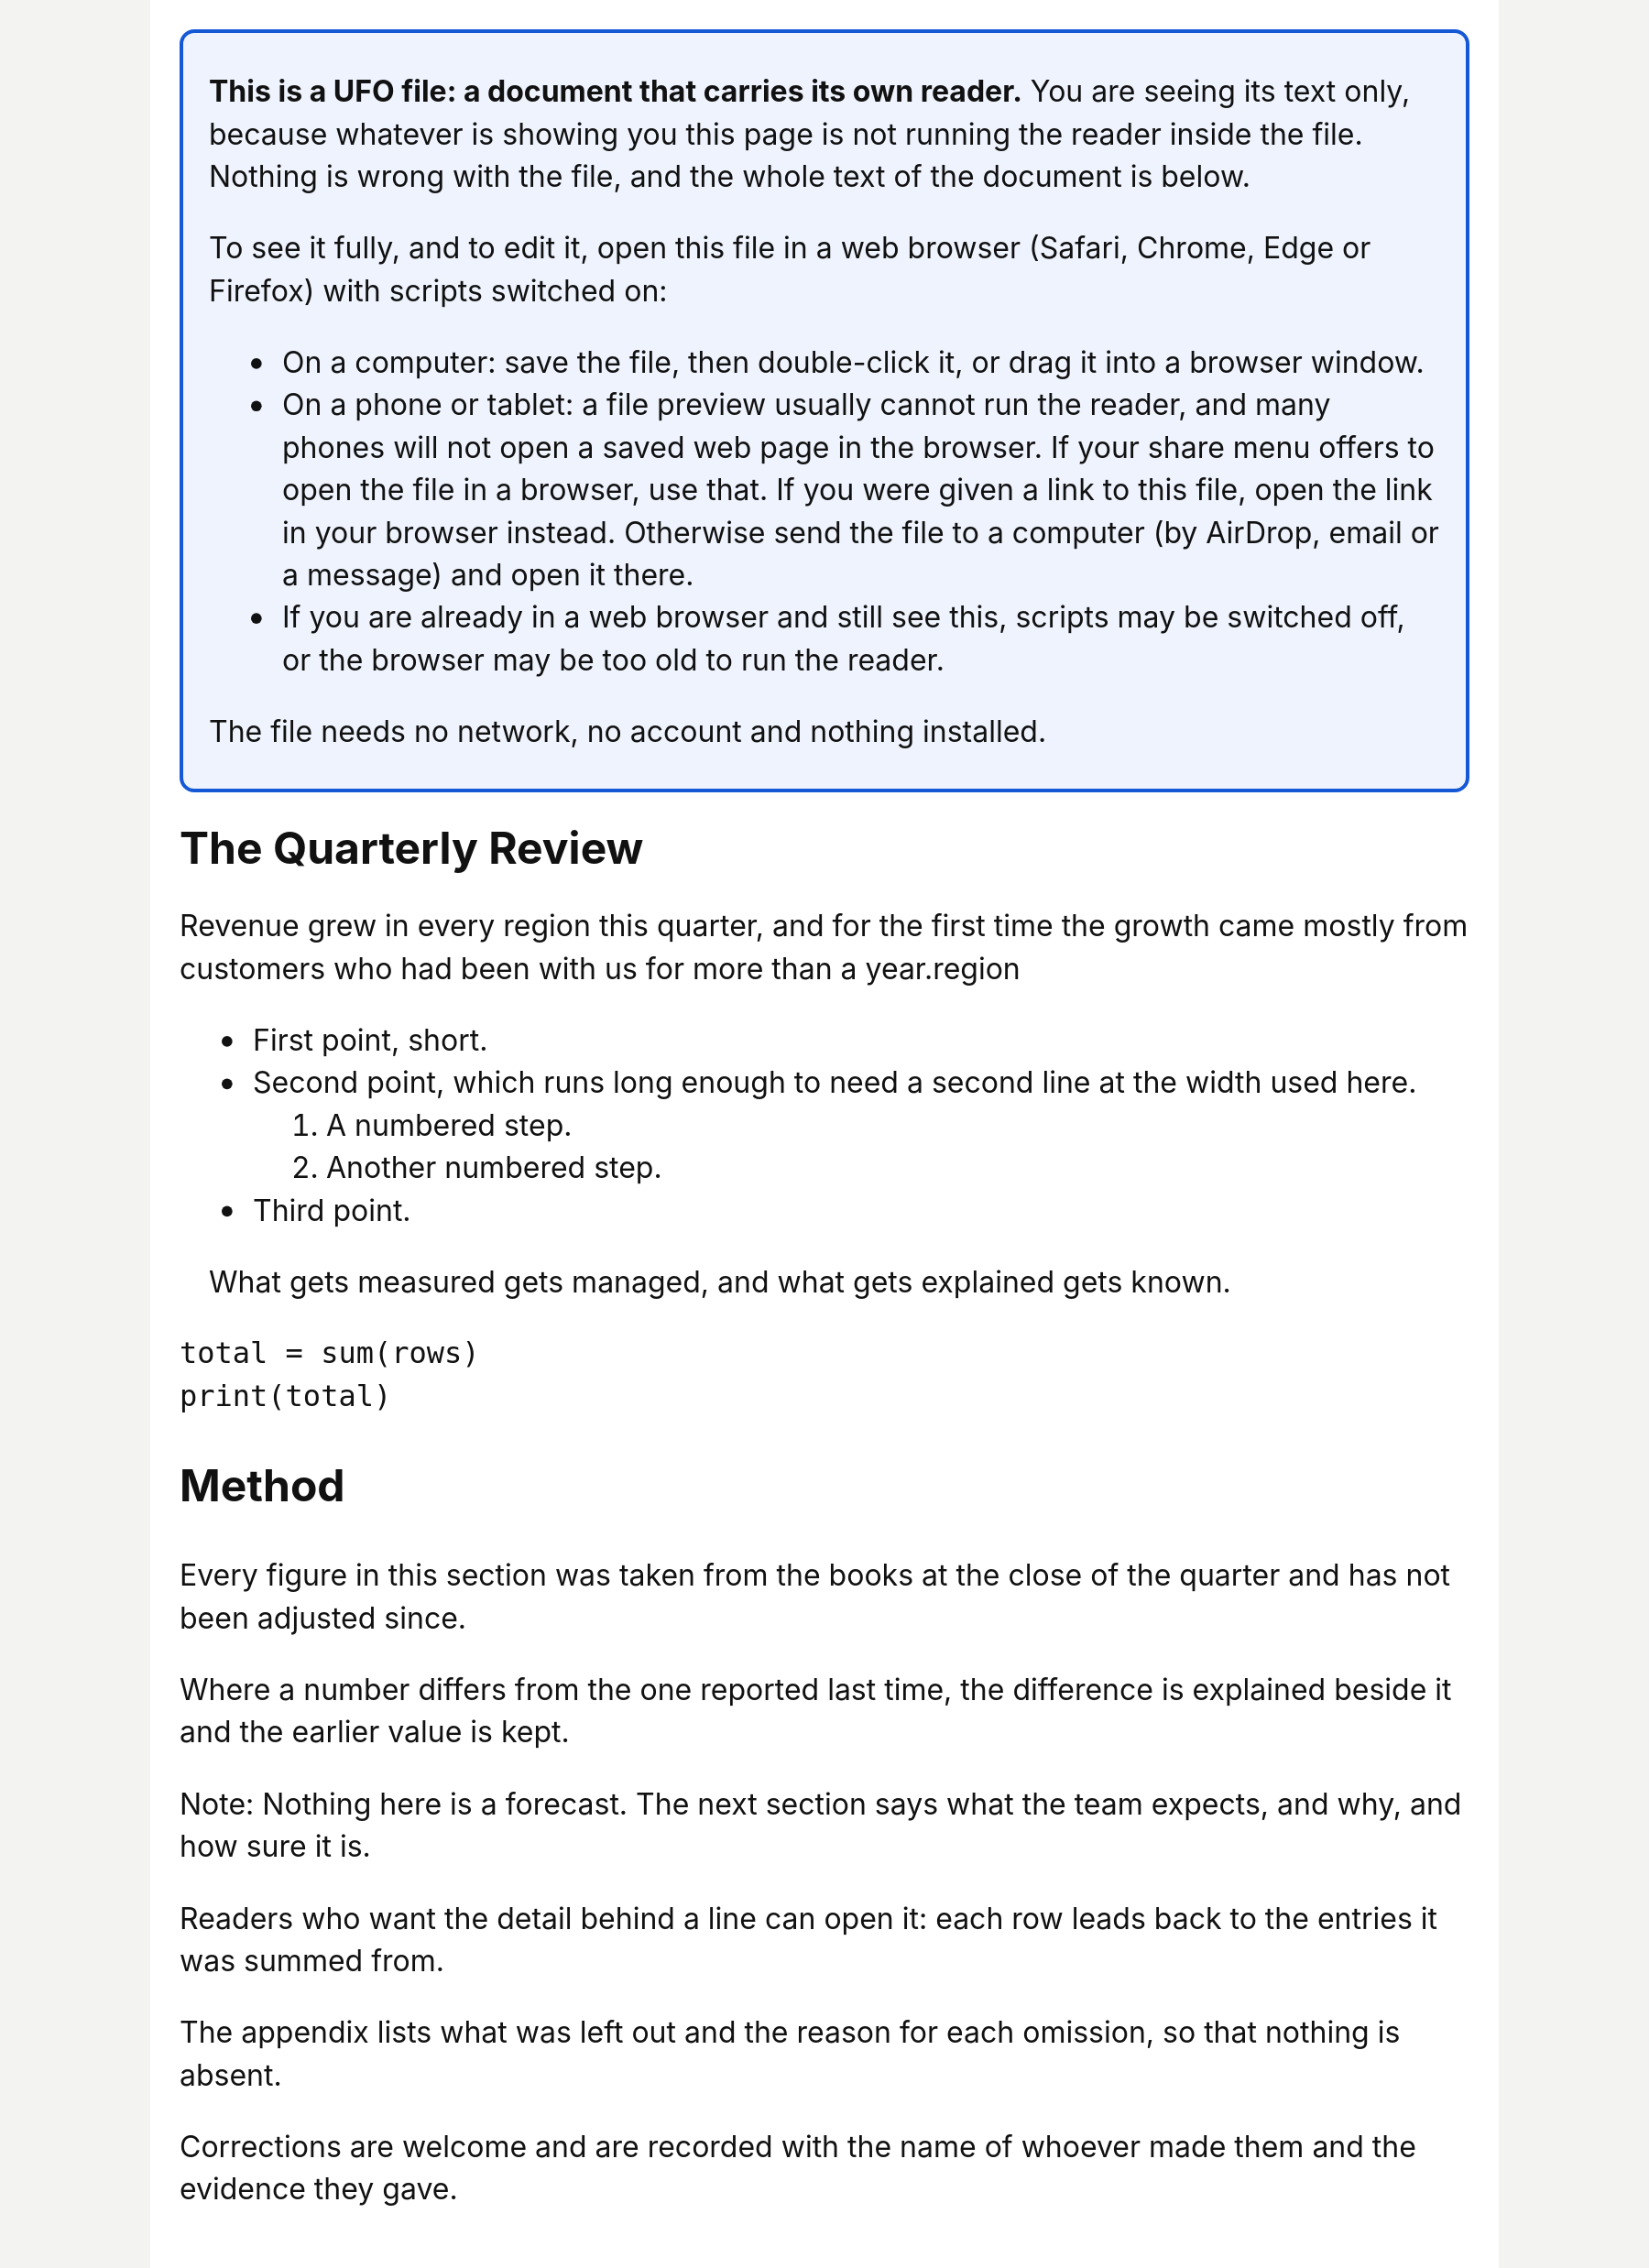 This is a UFO file: a document that carries its own reader. You are seeing its text only,
because whatever is showing you this page is not running the reader inside the file.
Nothing is wrong with the file, and the whole text of the document is below.
To see it fully, and to edit it, open this file in a web browser (Safari, Chrome, Edge or
Firefox) with scripts switched on:
• On a computer: save the file, then double-click it, or drag it into a browser window.
• On a phone or tablet: a file preview usually cannot run the reader, and many
phones will not open a saved web page in the browser. If your share menu offers to
open the file in a browser, use that. If you were given a link to this file, open the link
in your browser instead. Otherwise send the file to a computer (by AirDrop, email or
a message) and open it there.
• If you are already in a web browser and still see this, scripts may be switched off,
or the browser may be too old to run the reader.
The file needs no network, no account and nothing installed.
The Quarterly Review
Revenue grew in every region this quarter, and for the first time the growth came mostly from
customers who had been with us for more than a year.region
• First point, short.
• Second point, which runs long enough to need a second line at the width used here.
1. A numbered step.
2. Another numbered step.
• Third point.
What gets measured gets managed, and what gets explained gets known.
total = sum(rows)
print(total)
Method
Every figure in this section was taken from the books at the close of the quarter and has not
been adjusted since.
Where a number differs from the one reported last time, the difference is explained beside it
and the earlier value is kept.
Note: Nothing here is a forecast. The next section says what the team expects, and why, and
how sure it is.
Readers who want the detail behind a line can open it: each row leads back to the entries it
was summed from.
The appendix lists what was left out and the reason for each omission, so that nothing is
absent.
Corrections are welcome and are recorded with the name of whoever made them and the
evidence they gave.